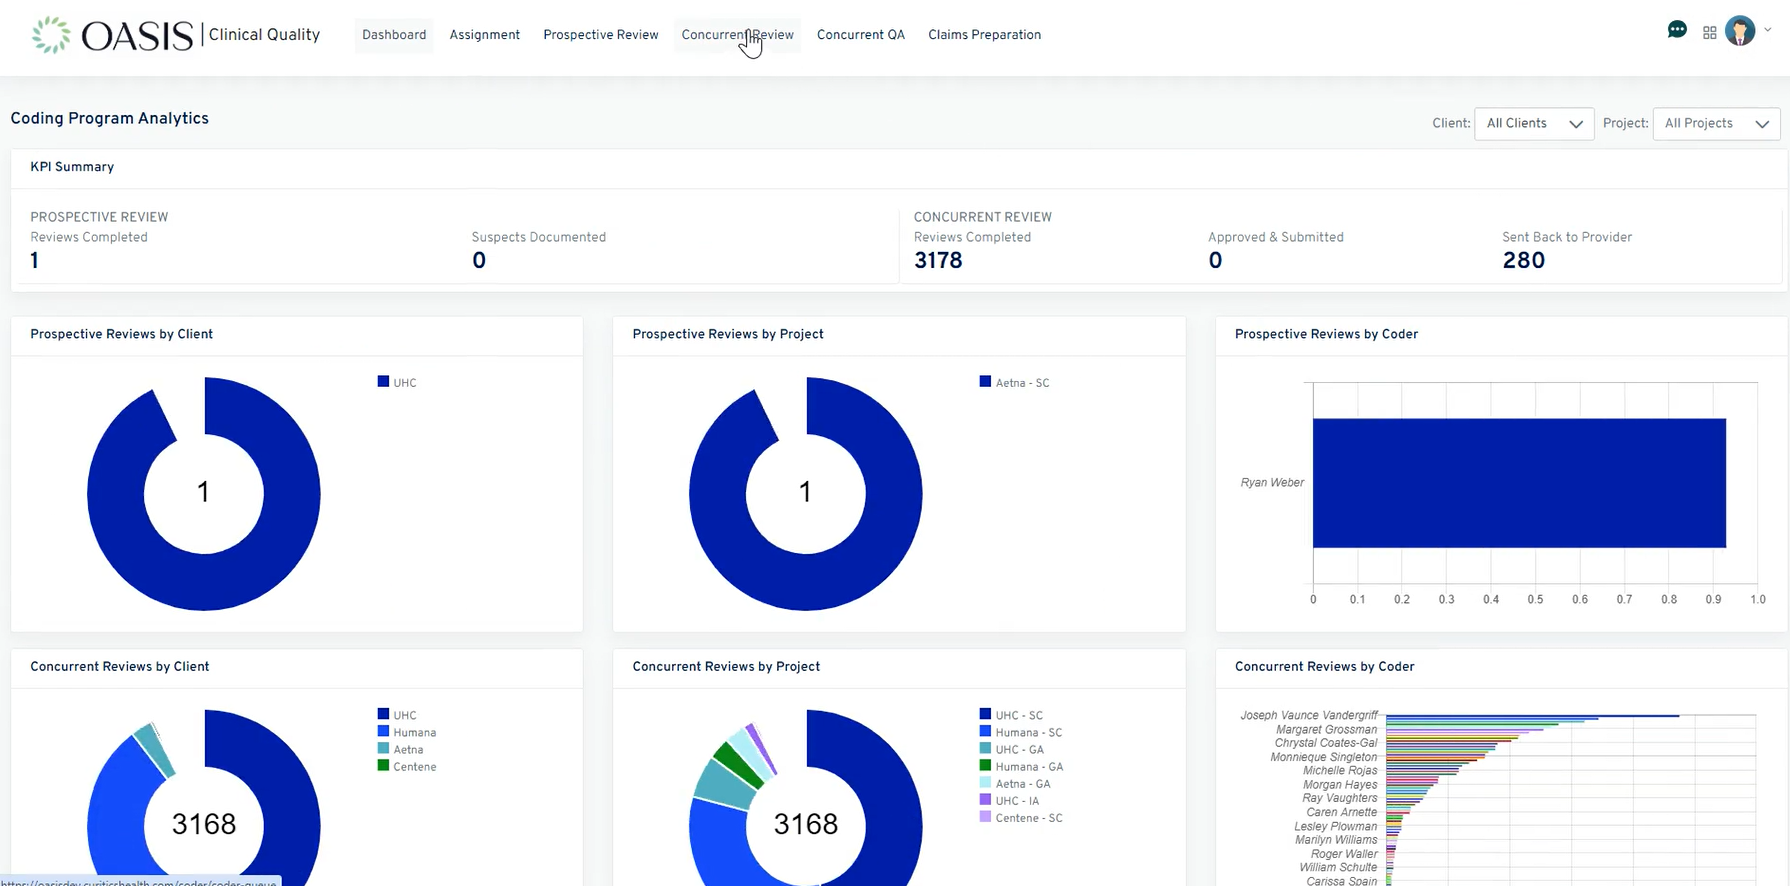 OASIS | Clinical Quality
Dashboard
Assignment
Prospective Review
Concurrent Review
Concurrent QA
Claims Preparation
Coding Program Analytics
Client:
All Clients
Project:
All Projects
KPI Summary
PROSPECTIVE REVIEW
Reviews Completed
1
Suspects Documented
0
CONCURRENT REVIEW
Reviews Completed
3178
Approved & Submitted
0
Sent Back to Provider
280
Prospective Reviews by Client
UHC
1
Prospective Reviews by Project
Aetna - SC
1
Prospective Reviews by Coder
Ryan Weber
0 0.1 0.2 0.3 0.4 0.5 0.6 0.7 0.8 0.9 1.0
Concurrent Reviews by Client
UHC
Humana
Aetna
Centene
3168
Concurrent Reviews by Project
UHC - SC
Humana - SC
UHC - GA
Humana - GA
Aetna - GA
UHC - IA
Centene - SC
3168
Concurrent Reviews by Coder
Joseph Vaunce Vandergriff
Margaret Grossman
Chrystal Coates-Gal
Monnieque Singleton
Michelle Rojas
Morgan Hayes
Ray Vaughters
Caren Arnette
Lesley Plowman
Marilyn Williams
Roger Waller
William Schulte
Carissa Spain